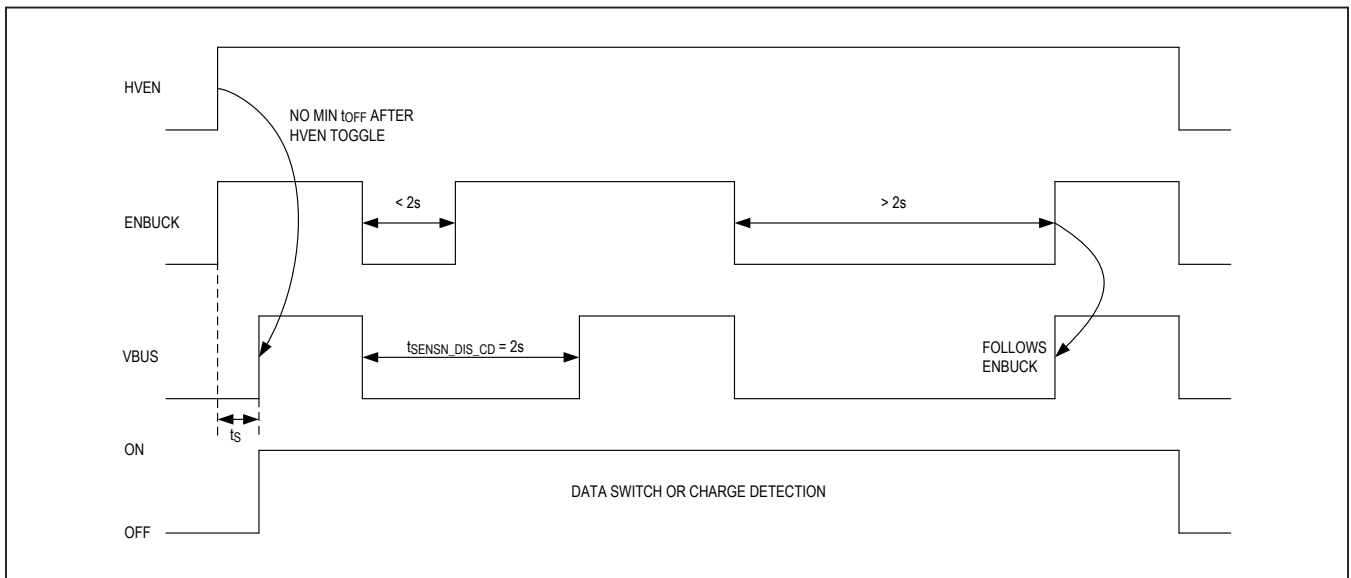 HVEN
NO MIN tOFF AFTER
HVEN TOGGLE
ENBUCK
< 2s
> 2s
VBUS
tSENSN_DIS_CD = 2s
FOLLOWS
ENBUCK
tS
ON
DATA SWITCH OR CHARGE DETECTION
OFF